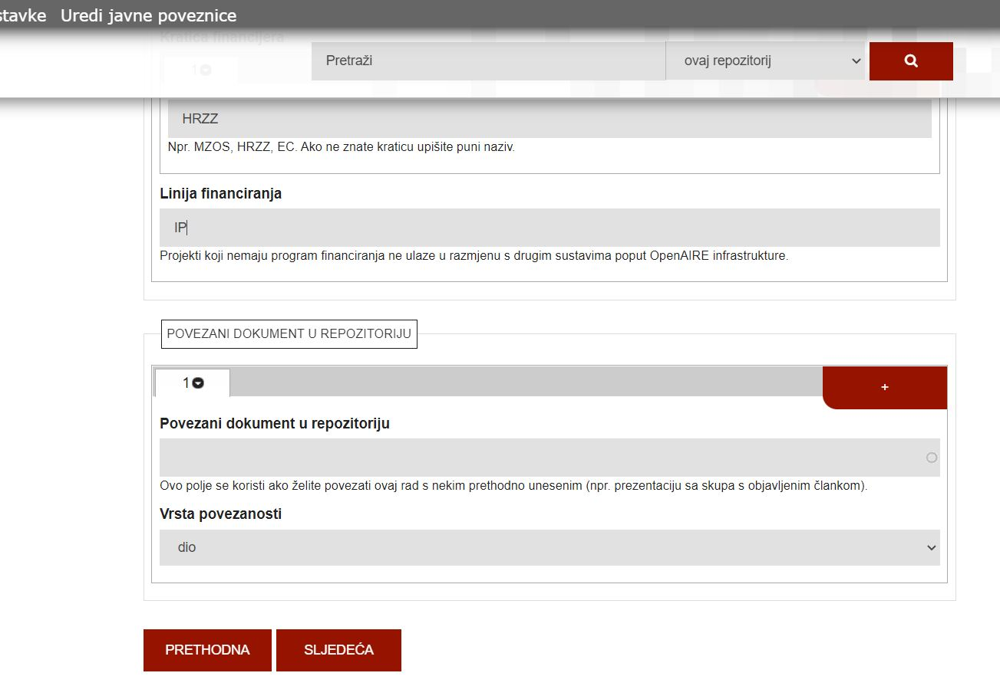 stavke Uredi javne poveznice
Kratica financijera
Pretraži
ovaj repozitorij
1
HRZZ
Npr. MZOS, HRZZ, EC. Ako ne znate kraticu upišite puni naziv.
Linija financiranja
IP
Projekti koji nemaju program financiranja ne ulaze u razmjenu s drugim sustavima poput OpenAIRE infrastrukture.
POVEZANI DOKUMENT U REPOZITORIJU
1
+
Povezani dokument u repozitoriju
Ovo polje se koristi ako želite povezati ovaj rad s nekim prethodno unesenim (npr. prezentaciju sa skupa s objavljenim člankom).
Vrsta povezanosti
dio
PRETHODNA
SLJEDEĆA